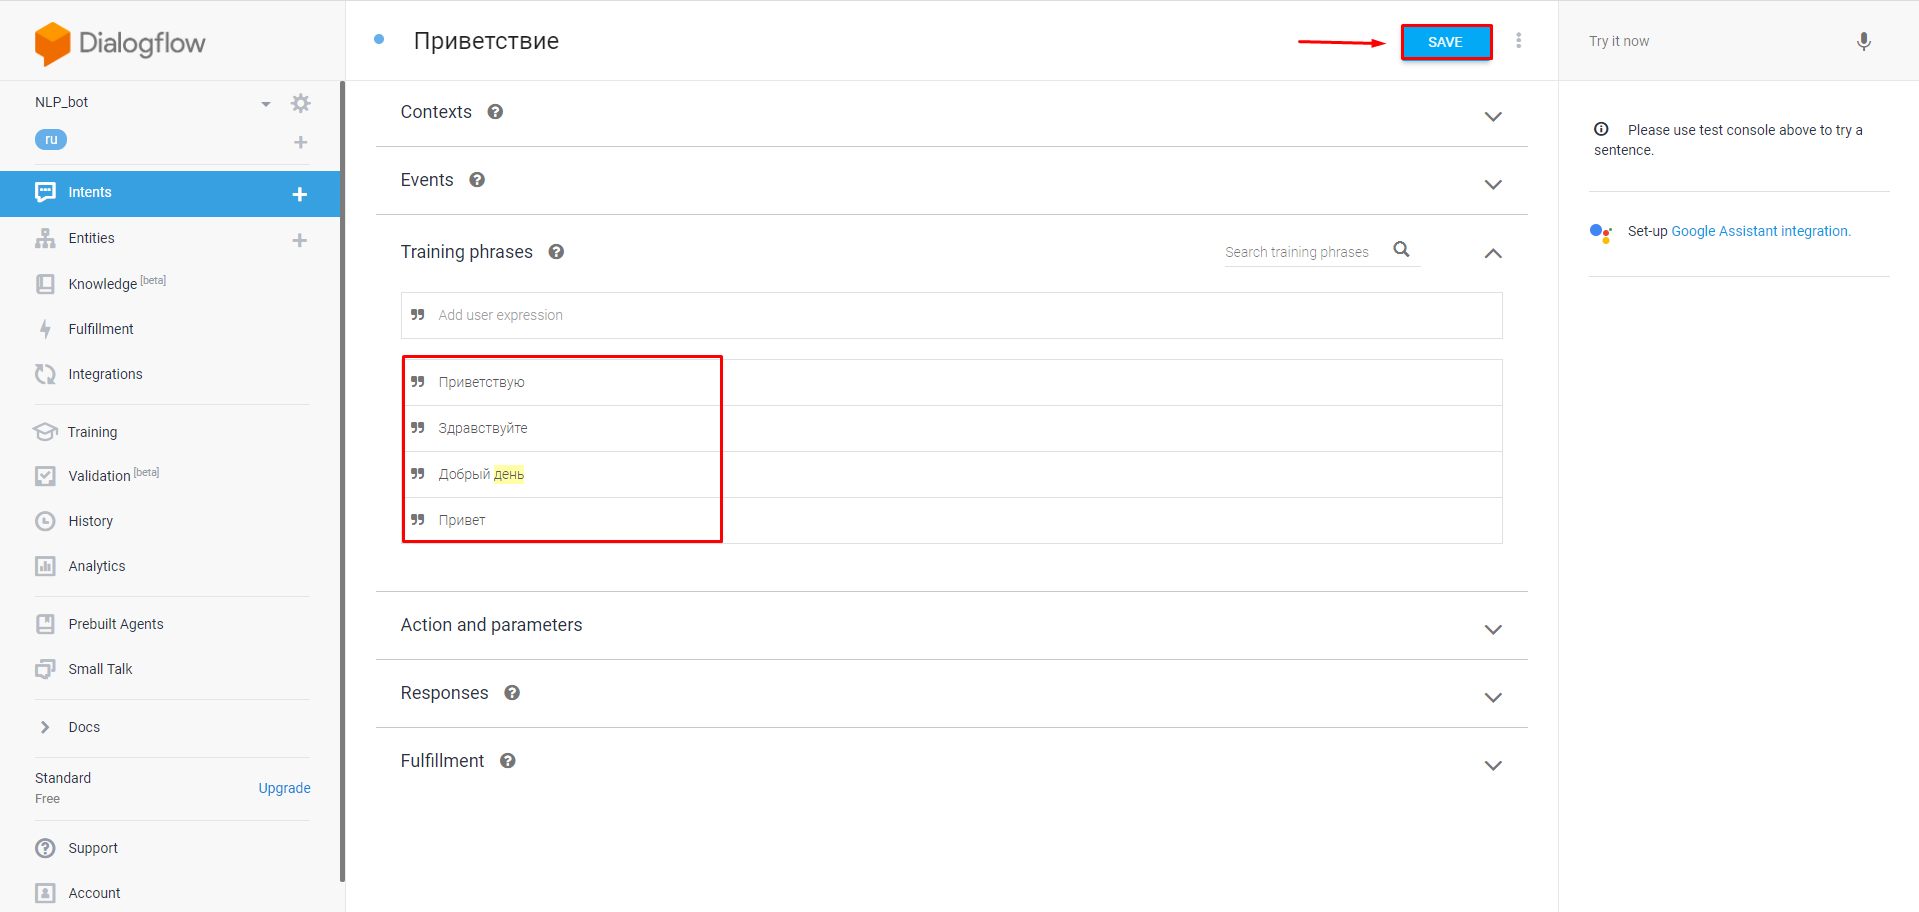 Dialogflow
NLP_bot
ru
Intents
Entities
Knowledge [beta]
Fulfillment
Integrations
Training
Validation [beta]
History
Analytics
Prebuilt Agents
Small Talk
Docs
Standard
Free
Upgrade
Support
Account
Приветствие
SAVE
Contexts
Events
Training phrases
Search training phrases
Add user expression
Приветствую
Здравствуйте
Добрый день
Привет
Action and parameters
Responses
Fulfillment
Try it now
Please use test console above to try a
sentence.
Set-up Google Assistant integration.